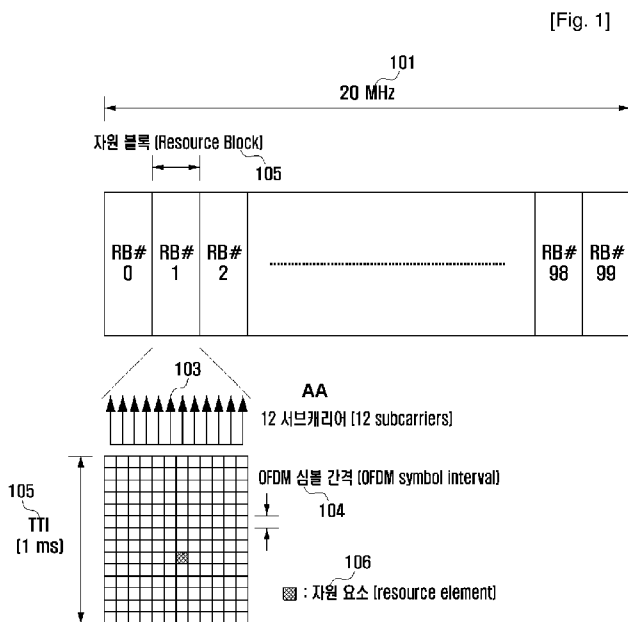 [Fig. 1]
101
20 MHz
자원 블록 (Resource Block)
105
RB# 0
RB# 1
RB# 2
RB# 98
RB# 99
103
AA
12 서브캐리어 (12 subcarriers)
OFDM 심볼 간격 (OFDM symbol interval)
104
105
TTI
(1 ms)
106
: 자원 요소 (resource element)